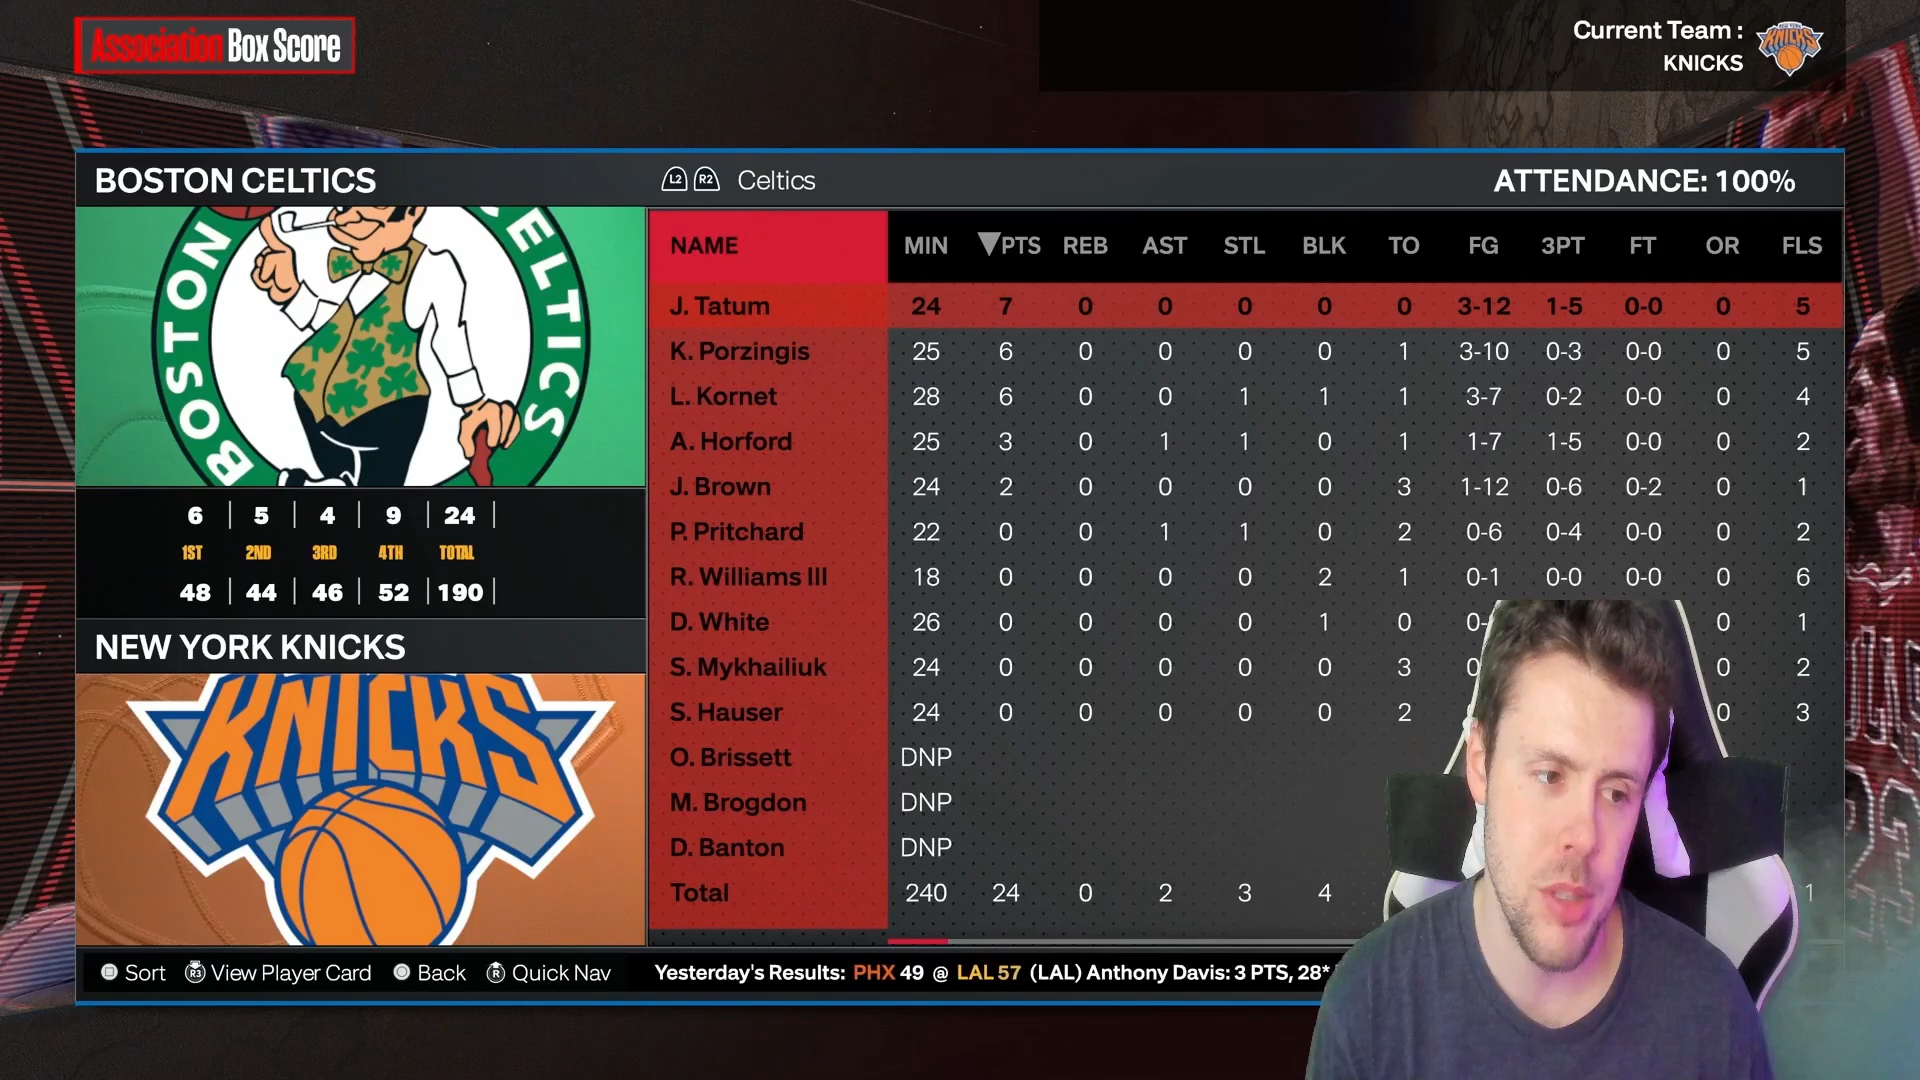 Association Box Score
Current Team :
KNICKS
KNICKS
BOSTON CELTICS
L2 R2 Celtics
ATTENDANCE: 100%
BOSTON CELTICS
NAME MIN PTS REB AST STL BLK TO FG 3PT FT OR FLS
J. Tatum 24 7 0 0 0 0 0 3-12 1-5 0-0 0 5
K. Porzingis 25 6 0 0 0 0 1 3-10 0-3 0-0 0 5
L. Kornet 28 6 0 0 1 1 1 3-7 0-2 0-0 0 4
A. Horford 25 3 0 1 1 0 1 1-7 1-5 0-0 0 2
J. Brown 24 2 0 0 0 0 3 1-12 0-6 0-2 0 1
P. Pritchard 22 0 0 1 1 0 2 0-6 0-4 0-0 0 2
R. Williams III 18 0 0 0 0 2 1 0-1 0-0 0-0 0 6
D. White 26 0 0 0 0 1 0 0- 0 1
S. Mykhailiuk 24 0 0 0 0 0 3 0 0 2
S. Hauser 24 0 0 0 0 0 2 0 3
O. Brissett DNP
M. Brogdon DNP
D. Banton DNP
Total 240 24 0 2 3 4 1
6 5 4 9 24
1ST 2ND 3RD 4TH TOTAL
48 44 46 52 190
NEW YORK KNICKS
KNICKS
Sort R3 View Player Card Back R Quick Nav
Yesterday's Results: PHX 49 @ LAL 57 (LAL) Anthony Davis: 3 PTS, 28*